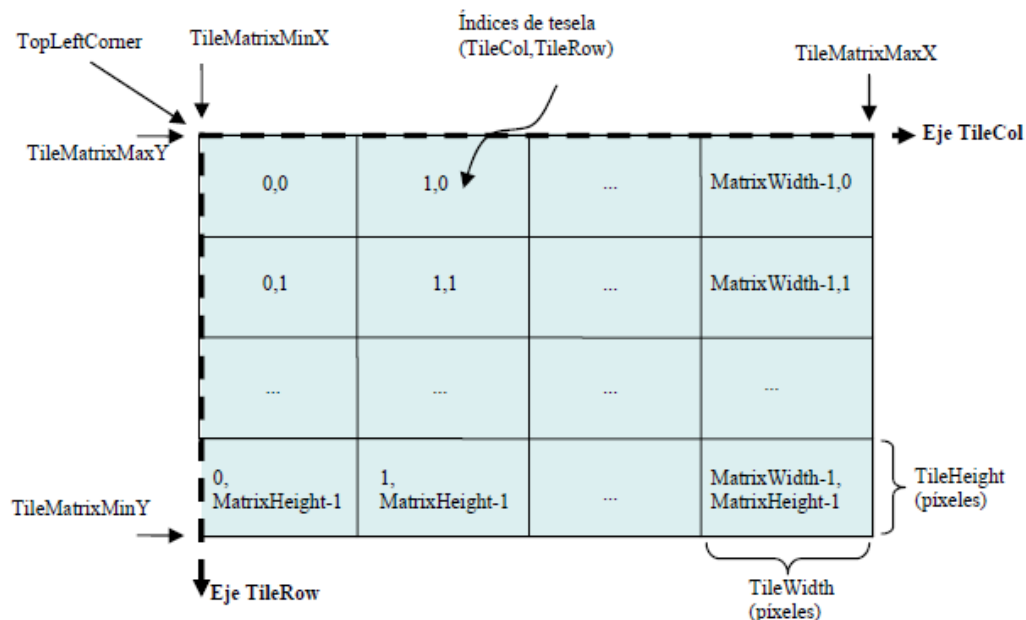 TopLeftCorner
TileMatrixMinX
Índices de tesela
(TileCol,TileRow)
TileMatrixMaxX
TileMatrixMaxY
Eje TileCol
0,0
1,0
...
MatrixWidth-1,0
0,1
1,1
...
MatrixWidth-1,1
...
...
...
...
0,
MatrixHeight-1
1,
MatrixHeight-1
...
MatrixWidth-1,
MatrixHeight-1
TileHeight
(píxeles)
TileMatrixMinY
Eje TileRow
TileWidth
(píxeles)